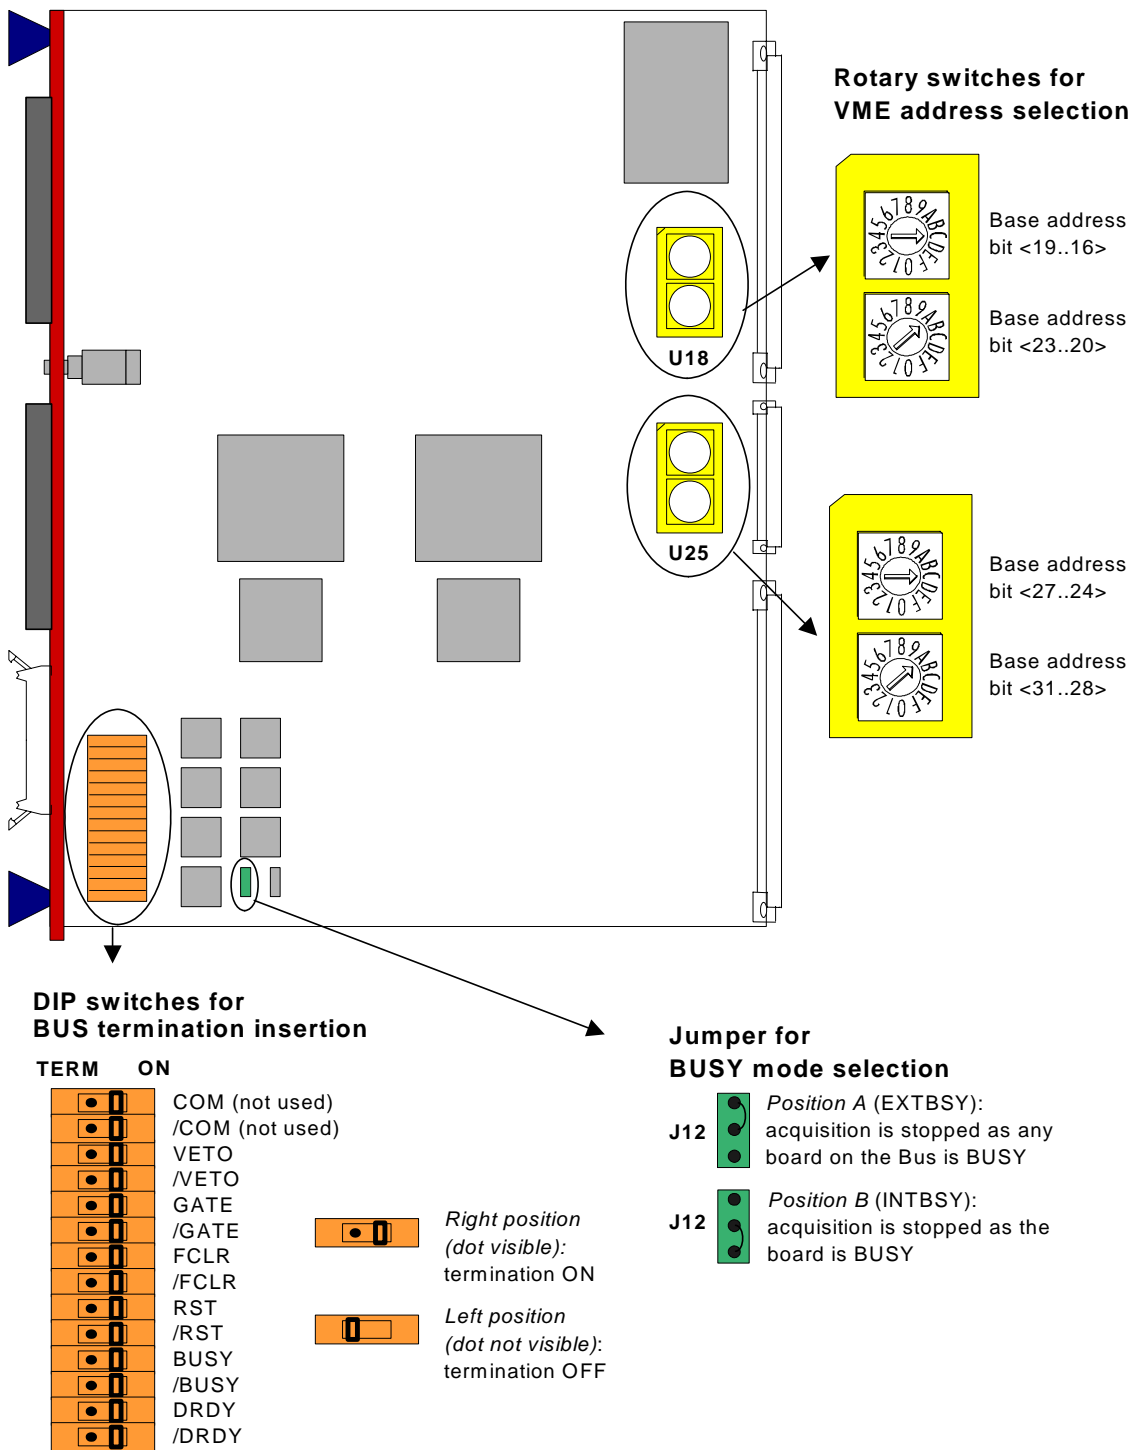 Rotary switches for
VME address selection
0123456789ABCDEF
Base address
bit <19..16>
0123456789ABCDEF
Base address
bit <23..20>
U18
U25
0123456789ABCDEF
Base address
bit <27..24>
0123456789ABCDEF
Base address
bit <31..28>
DIP switches for
BUS termination insertion
TERM ON
COM (not used)
/COM (not used)
VETO
/VETO
GATE
/GATE
FCLR
/FCLR
RST
/RST
BUSY
/BUSY
DRDY
/DRDY
Right position
(dot visible):
termination ON
Left position
(dot not visible):
termination OFF
Jumper for
BUSY mode selection
J12
Position A (EXTBSY):
acquisition is stopped as any
board on the Bus is BUSY
J12
Position B (INTBSY):
acquisition is stopped as the
board is BUSY